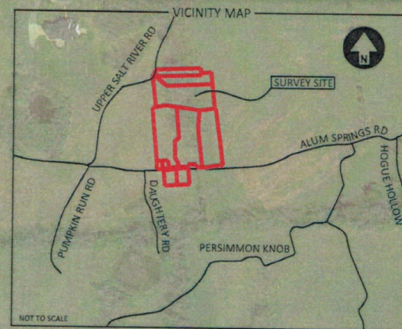 VICINITY MAP
UPPER SALT RIVER RD
N
SURVEY SITE
ALUM SPRINGS RD
HOGUE HOLLOW
PUMPKIN RUN RD
DAUGHTERY RD
PERSIMMON KNOB
NOT TO SCALE